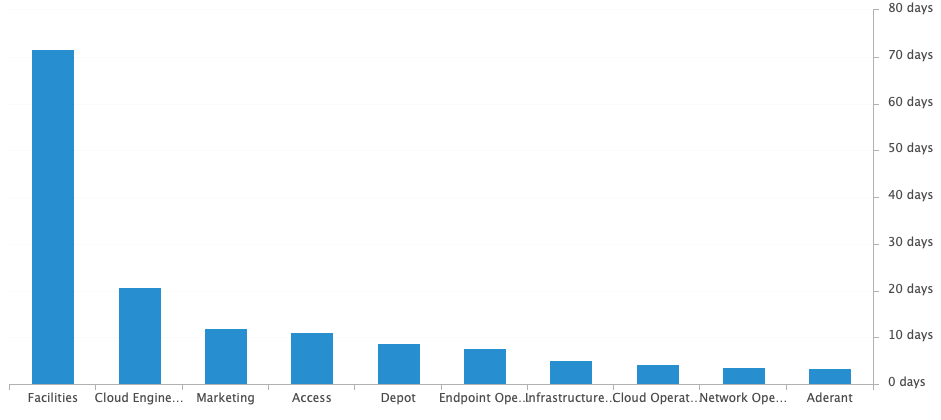 80 days
70 days
60 days
50 days
40 days
30 days
20 days
10 days
0 days
Facilities Cloud Engine... Marketing Access Depot Endpoint Ope... Infrastructure... Cloud Operat... Network Ope... Aderant